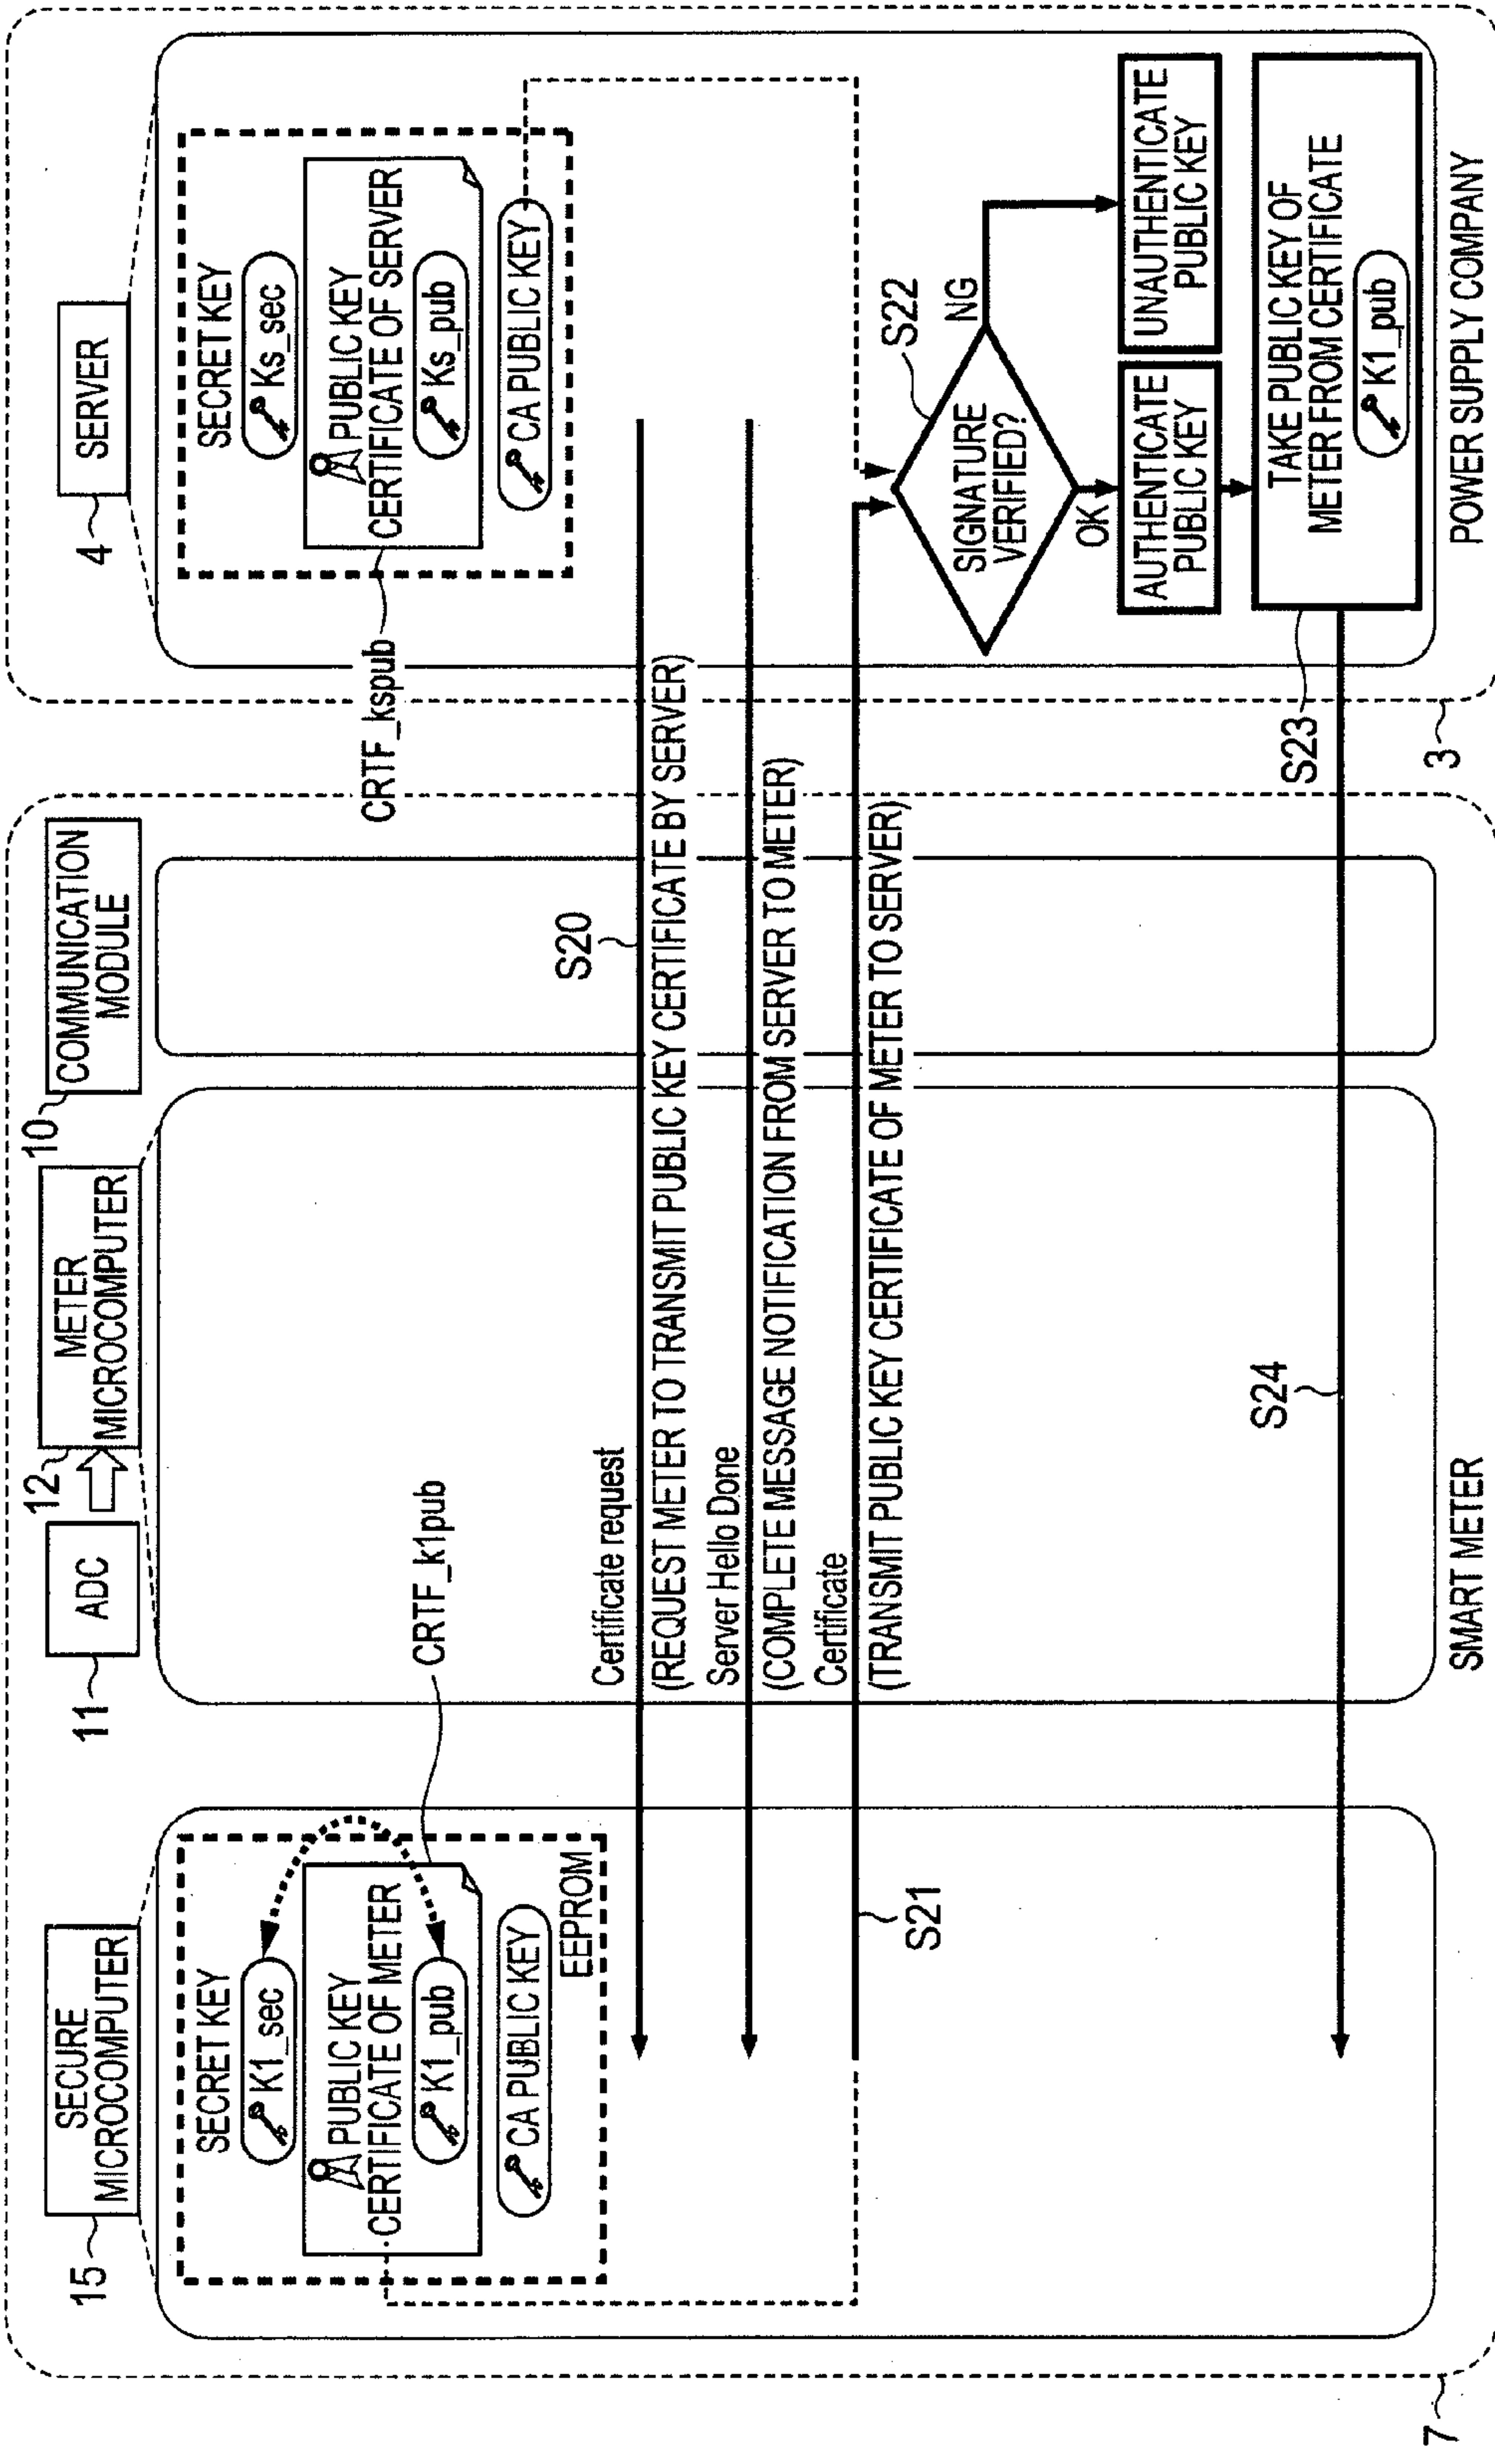 SECURE
MICROCOMPUTER
15
11
ADC
12
METER
MICROCOMPUTER
10
COMMUNICATION
MODULE
4
SERVER
SECRET KEY
K1_sec
PUBLIC KEY
CERTIFICATE OF METER
K1_pub
CA PUBLIC KEY
EEPROM
CRTF_k1pub
SECRET KEY
Ks_sec
PUBLIC KEY
CERTIFICATE OF SERVER
Ks_pub
CA PUBLIC KEY
CRTF_kspub
S20
Certificate request
(REQUEST METER TO TRANSMIT PUBLIC KEY CERTIFICATE BY SERVER)
Server Hello Done
(COMPLETE MESSAGE NOTIFICATION FROM SERVER TO METER)
Certificate
(TRANSMIT PUBLIC KEY CERTIFICATE OF METER TO SERVER)
S21
S22
SIGNATURE
VERIFIED?
NG
OK
AUTHENTICATE
PUBLIC KEY
UNAUTHENTICATE
PUBLIC KEY
TAKE PUBLIC KEY OF
METER FROM CERTIFICATE
K1_pub
S23
S24
7
SMART METER
3
POWER SUPPLY COMPANY